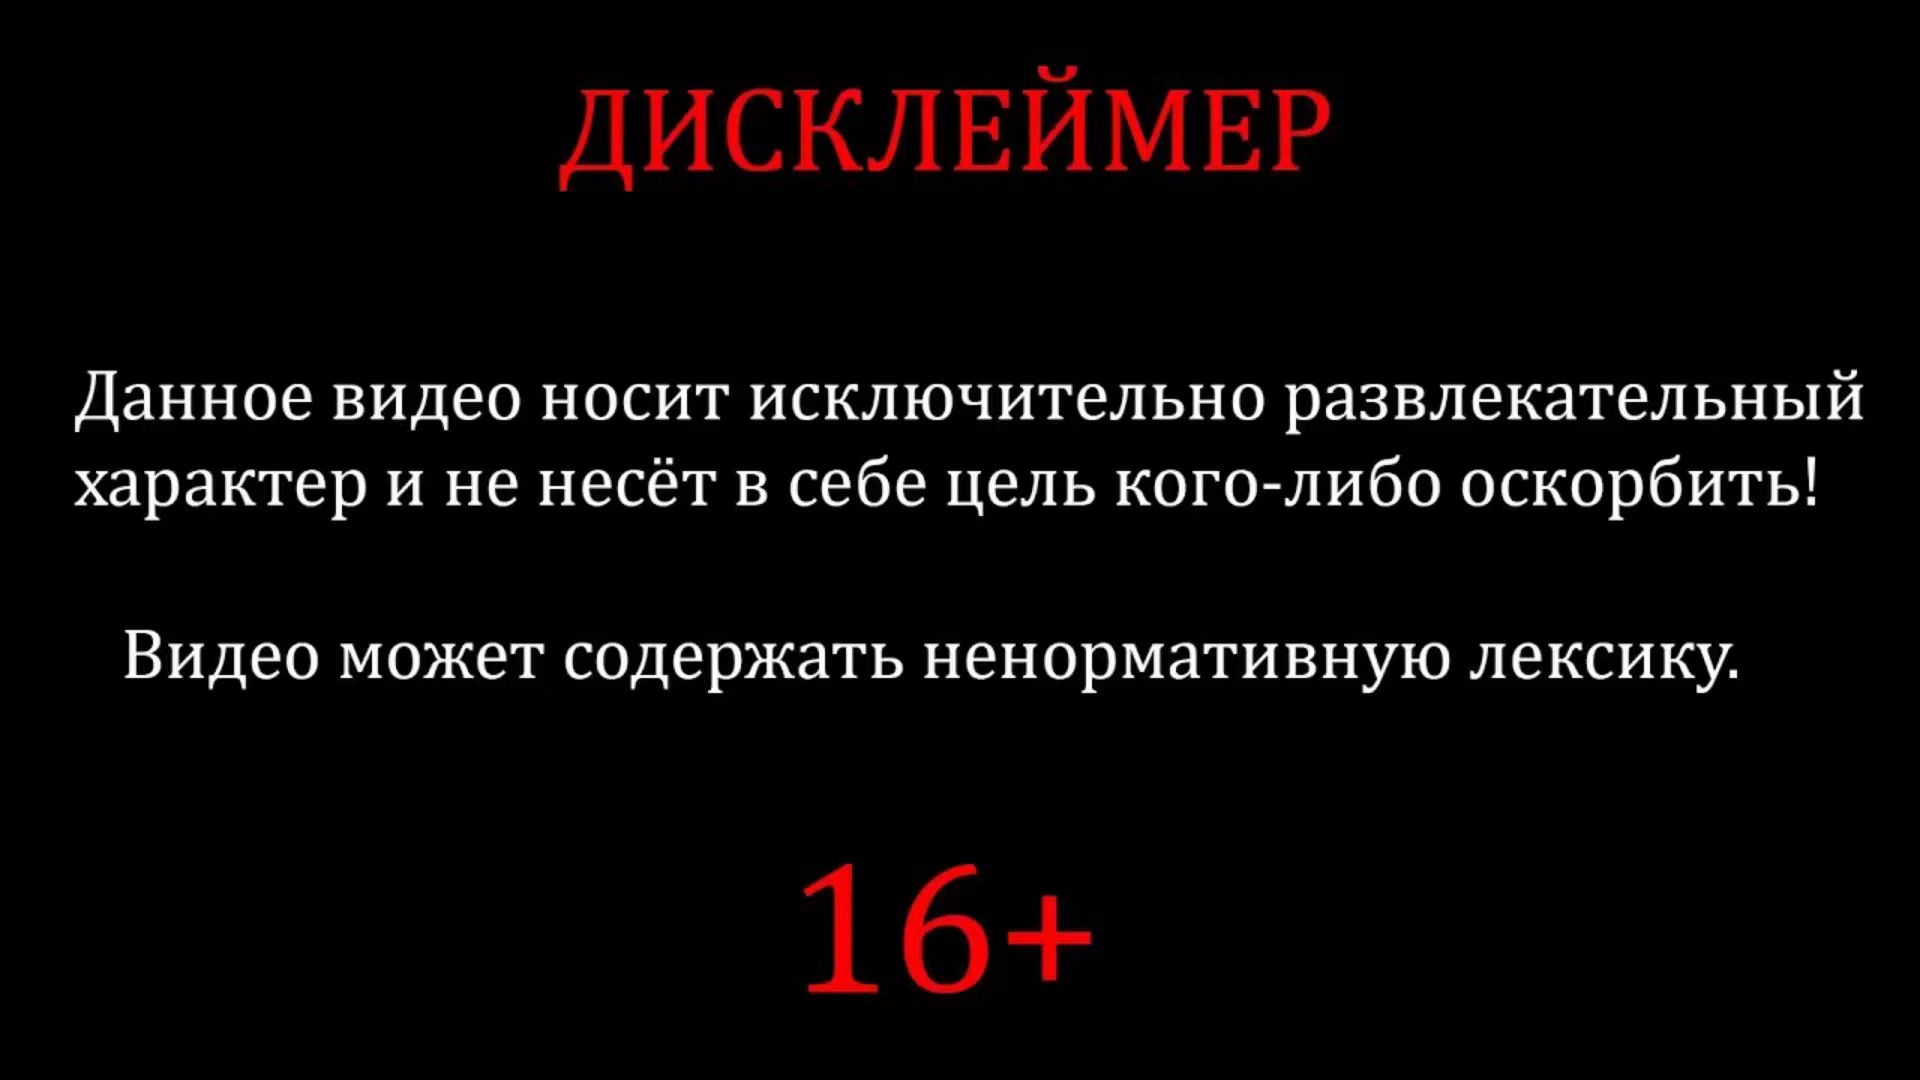 ДИСКЛЕЙМЕР
Данное видео носит исключительно развлекательный
характер и не несёт в себе цель кого-либо оскорбить!
Видео может содержать ненормативную лексику.
16+